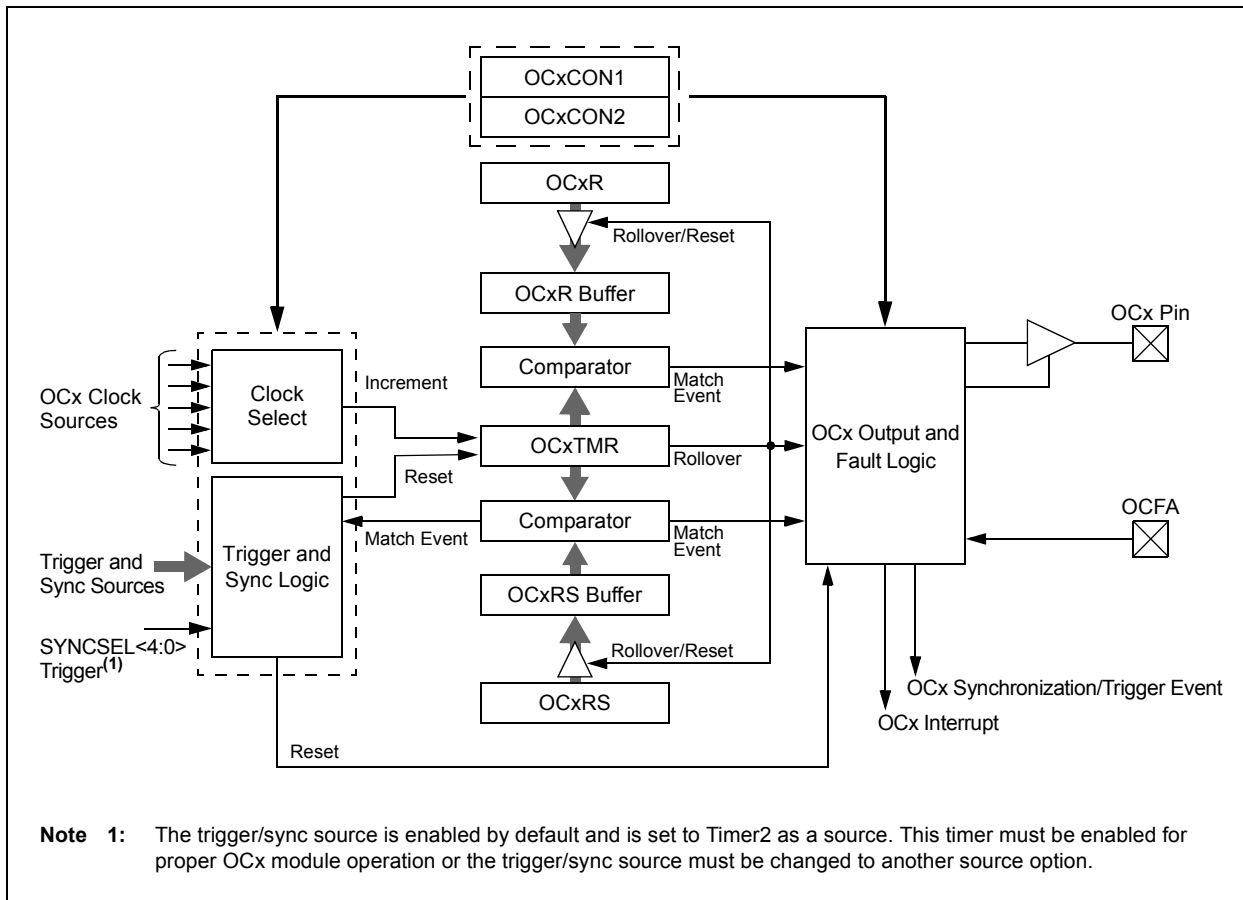 OCxCON1
OCxCON2
OCxR
Rollover/Reset
OCxR Buffer
OCx Pin
Comparator
Match
Event
Increment
OCx Clock
Sources
Clock
Select
OCxTMR
Rollover
OCx Output and
Fault Logic
Reset
Comparator
Match Event
Match
Event
OCFA
Trigger and
Sync Sources
Trigger and
Sync Logic
OCxRS Buffer
SYNCSEL<4:0>
Trigger(1)
Rollover/Reset
OCxRS
OCx Synchronization/Trigger Event
OCx Interrupt
Reset
Note 1: The trigger/sync source is enabled by default and is set to Timer2 as a source. This timer must be enabled for
proper OCx module operation or the trigger/sync source must be changed to another source option.